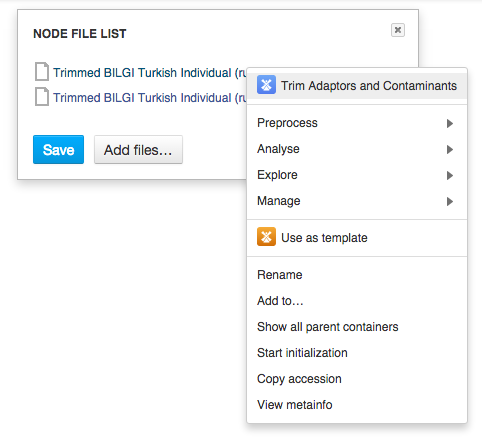 NODE FILE LIST
Trimmed BILGI Turkish Individual (ru
Trimmed BILGI Turkish Individual (ru
Save
Add files...
Trim Adaptors and Contaminants
Preprocess
Analyse
Explore
Manage
Use as template
Rename
Add to...
Show all parent containers
Start initialization
Copy accession
View metainfo